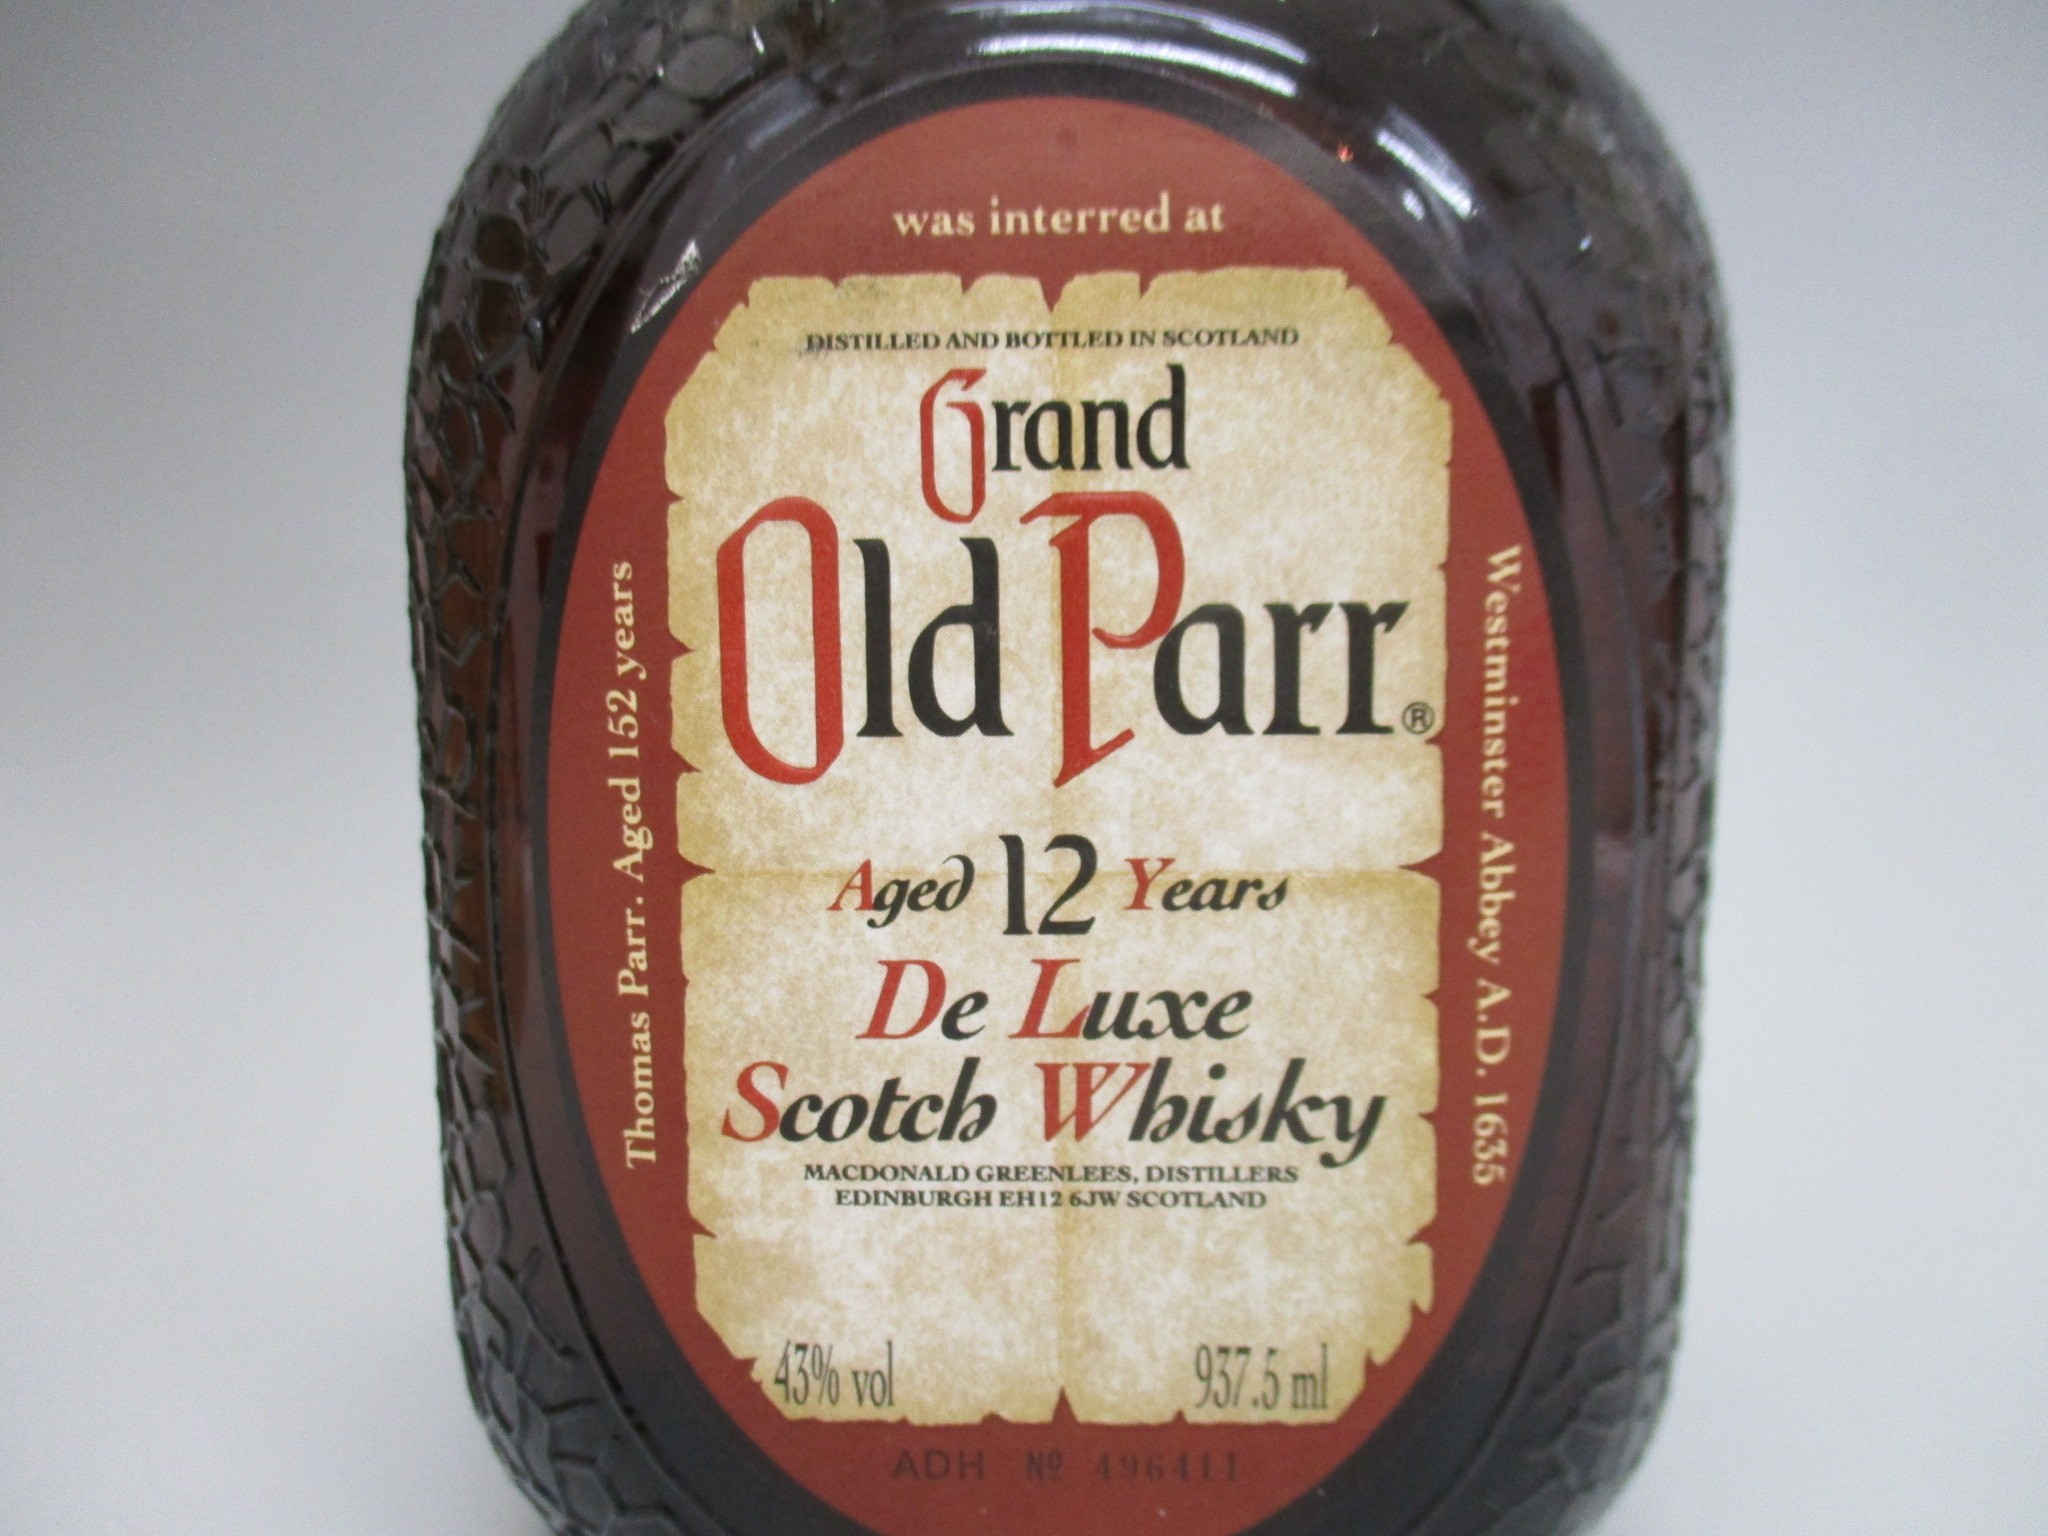 Thomas Parr. Aged 152 years
was interred at
Westminster Abbey A.D. 1635
DISTILLED AND BOTTLED IN SCOTLAND
Grand
Old Parr®
Aged 12 Years
De Luxe
Scotch Whisky
MACDONALD GREENLEES, DISTILLERS
EDINBURGH EH12 6JW SCOTLAND
43% vol 937.5 ml
ADH Nº 496411